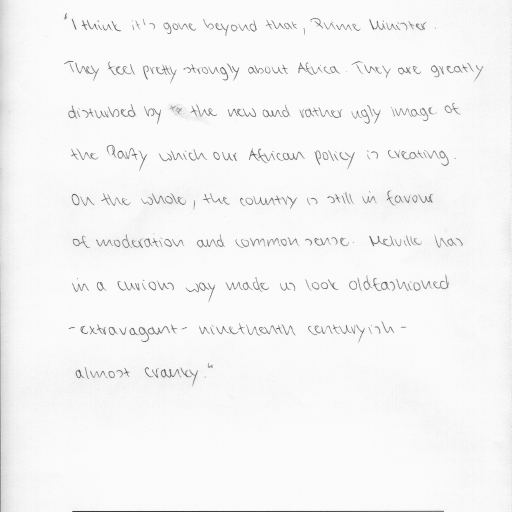 "I think it's gone beyond that, Prime Minister.
They feel pretty strongly about Africa. They are greatly
disturbed by the new and rather ugly image of
the Party which our African policy is creating.
On the whole, the country is still in favour
of moderation and common sense. Melville has
in a curious way made us look oldfashioned
-extravagant- nineteenth centuryish-
almost cranky."